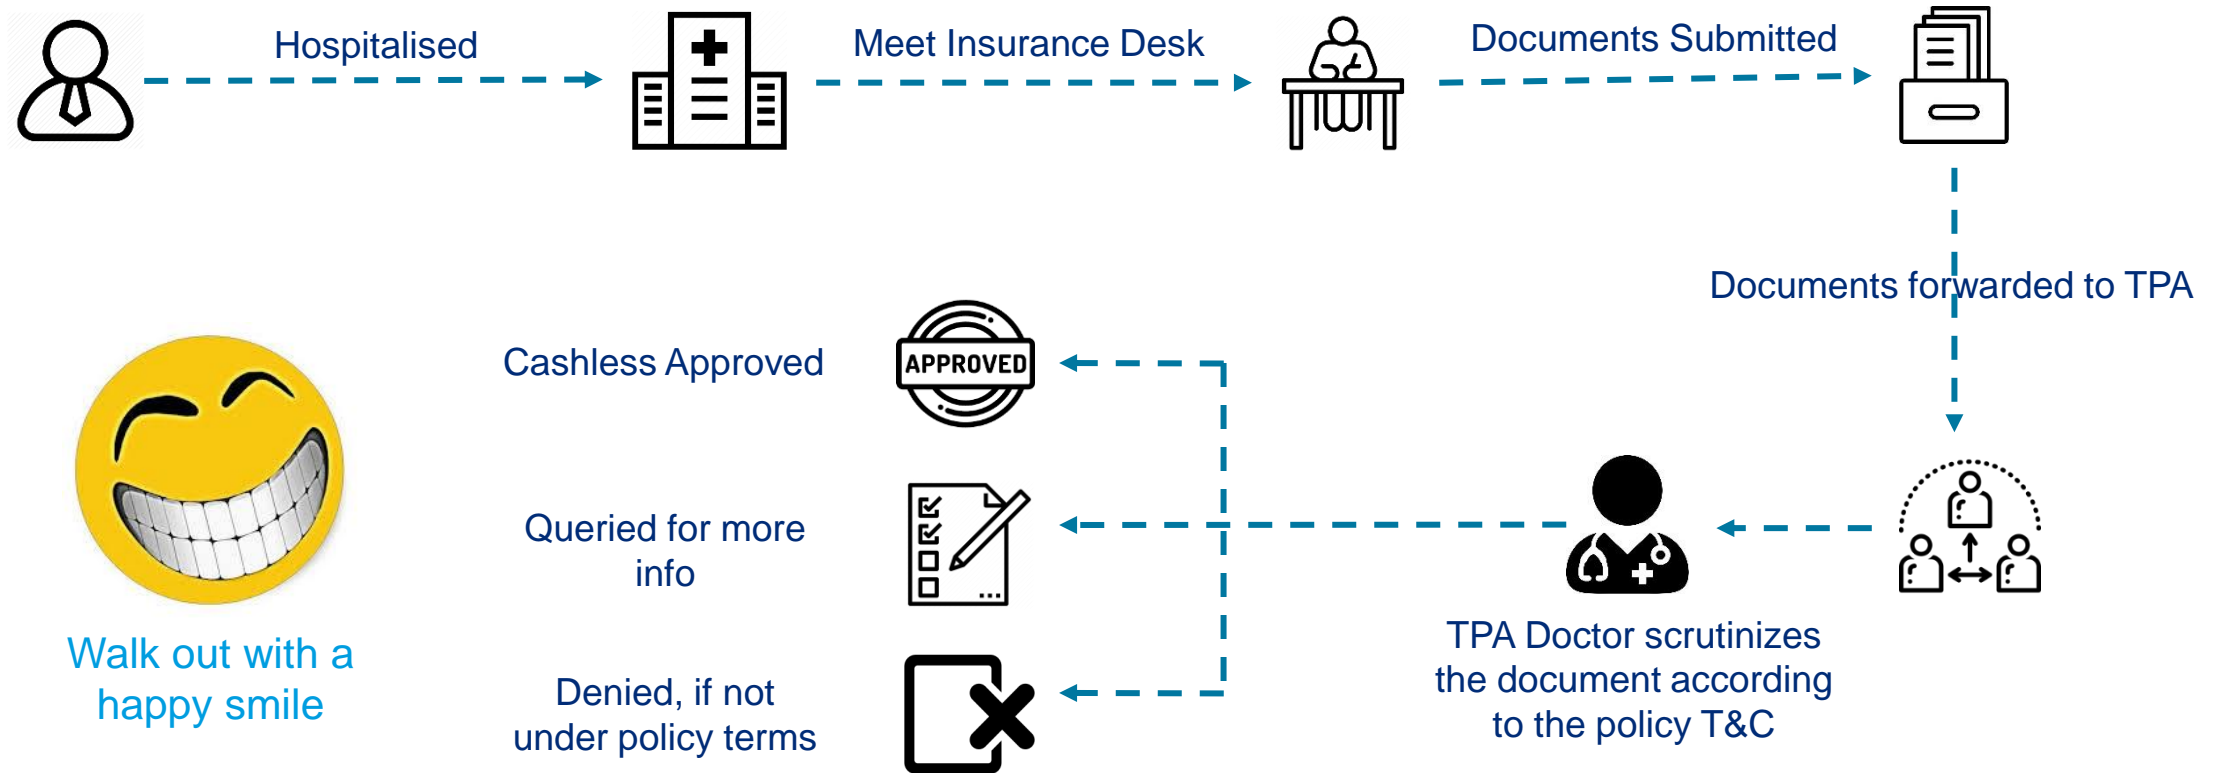 Hospitalised
Meet Insurance Desk
Documents Submitted
Documents forwarded to TPA
TPA Doctor scrutinizes
the document according
to the policy T&C
Cashless Approved
APPROVED
Queried for more
info
Denied, if not
under policy terms
Walk out with a
happy smile